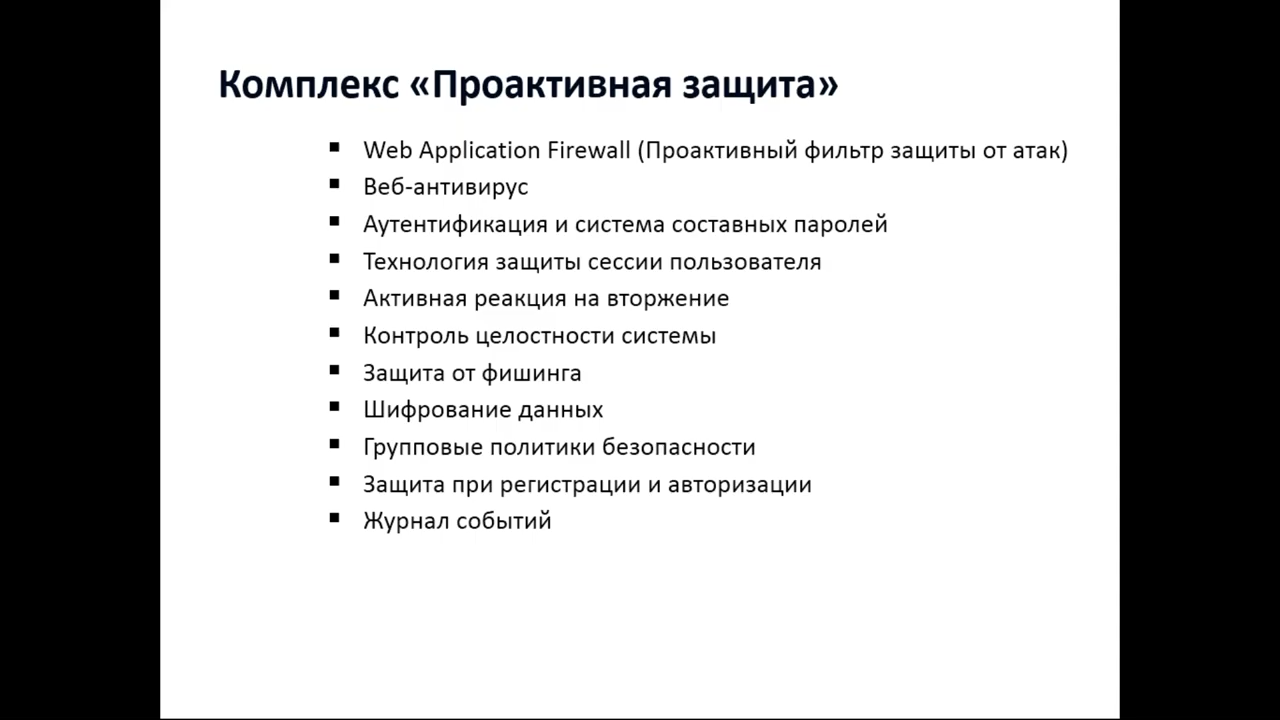 Комплекс «Проактивная защита»
▪ Web Application Firewall (Проактивный фильтр защиты от атак)
▪ Веб-антивирус
▪ Аутентификация и система составных паролей
▪ Технология защиты сессии пользователя
▪ Активная реакция на вторжение
▪ Контроль целостности системы
▪ Защита от фишинга
▪ Шифрование данных
▪ Групповые политики безопасности
▪ Защита при регистрации и авторизации
▪ Журнал событий